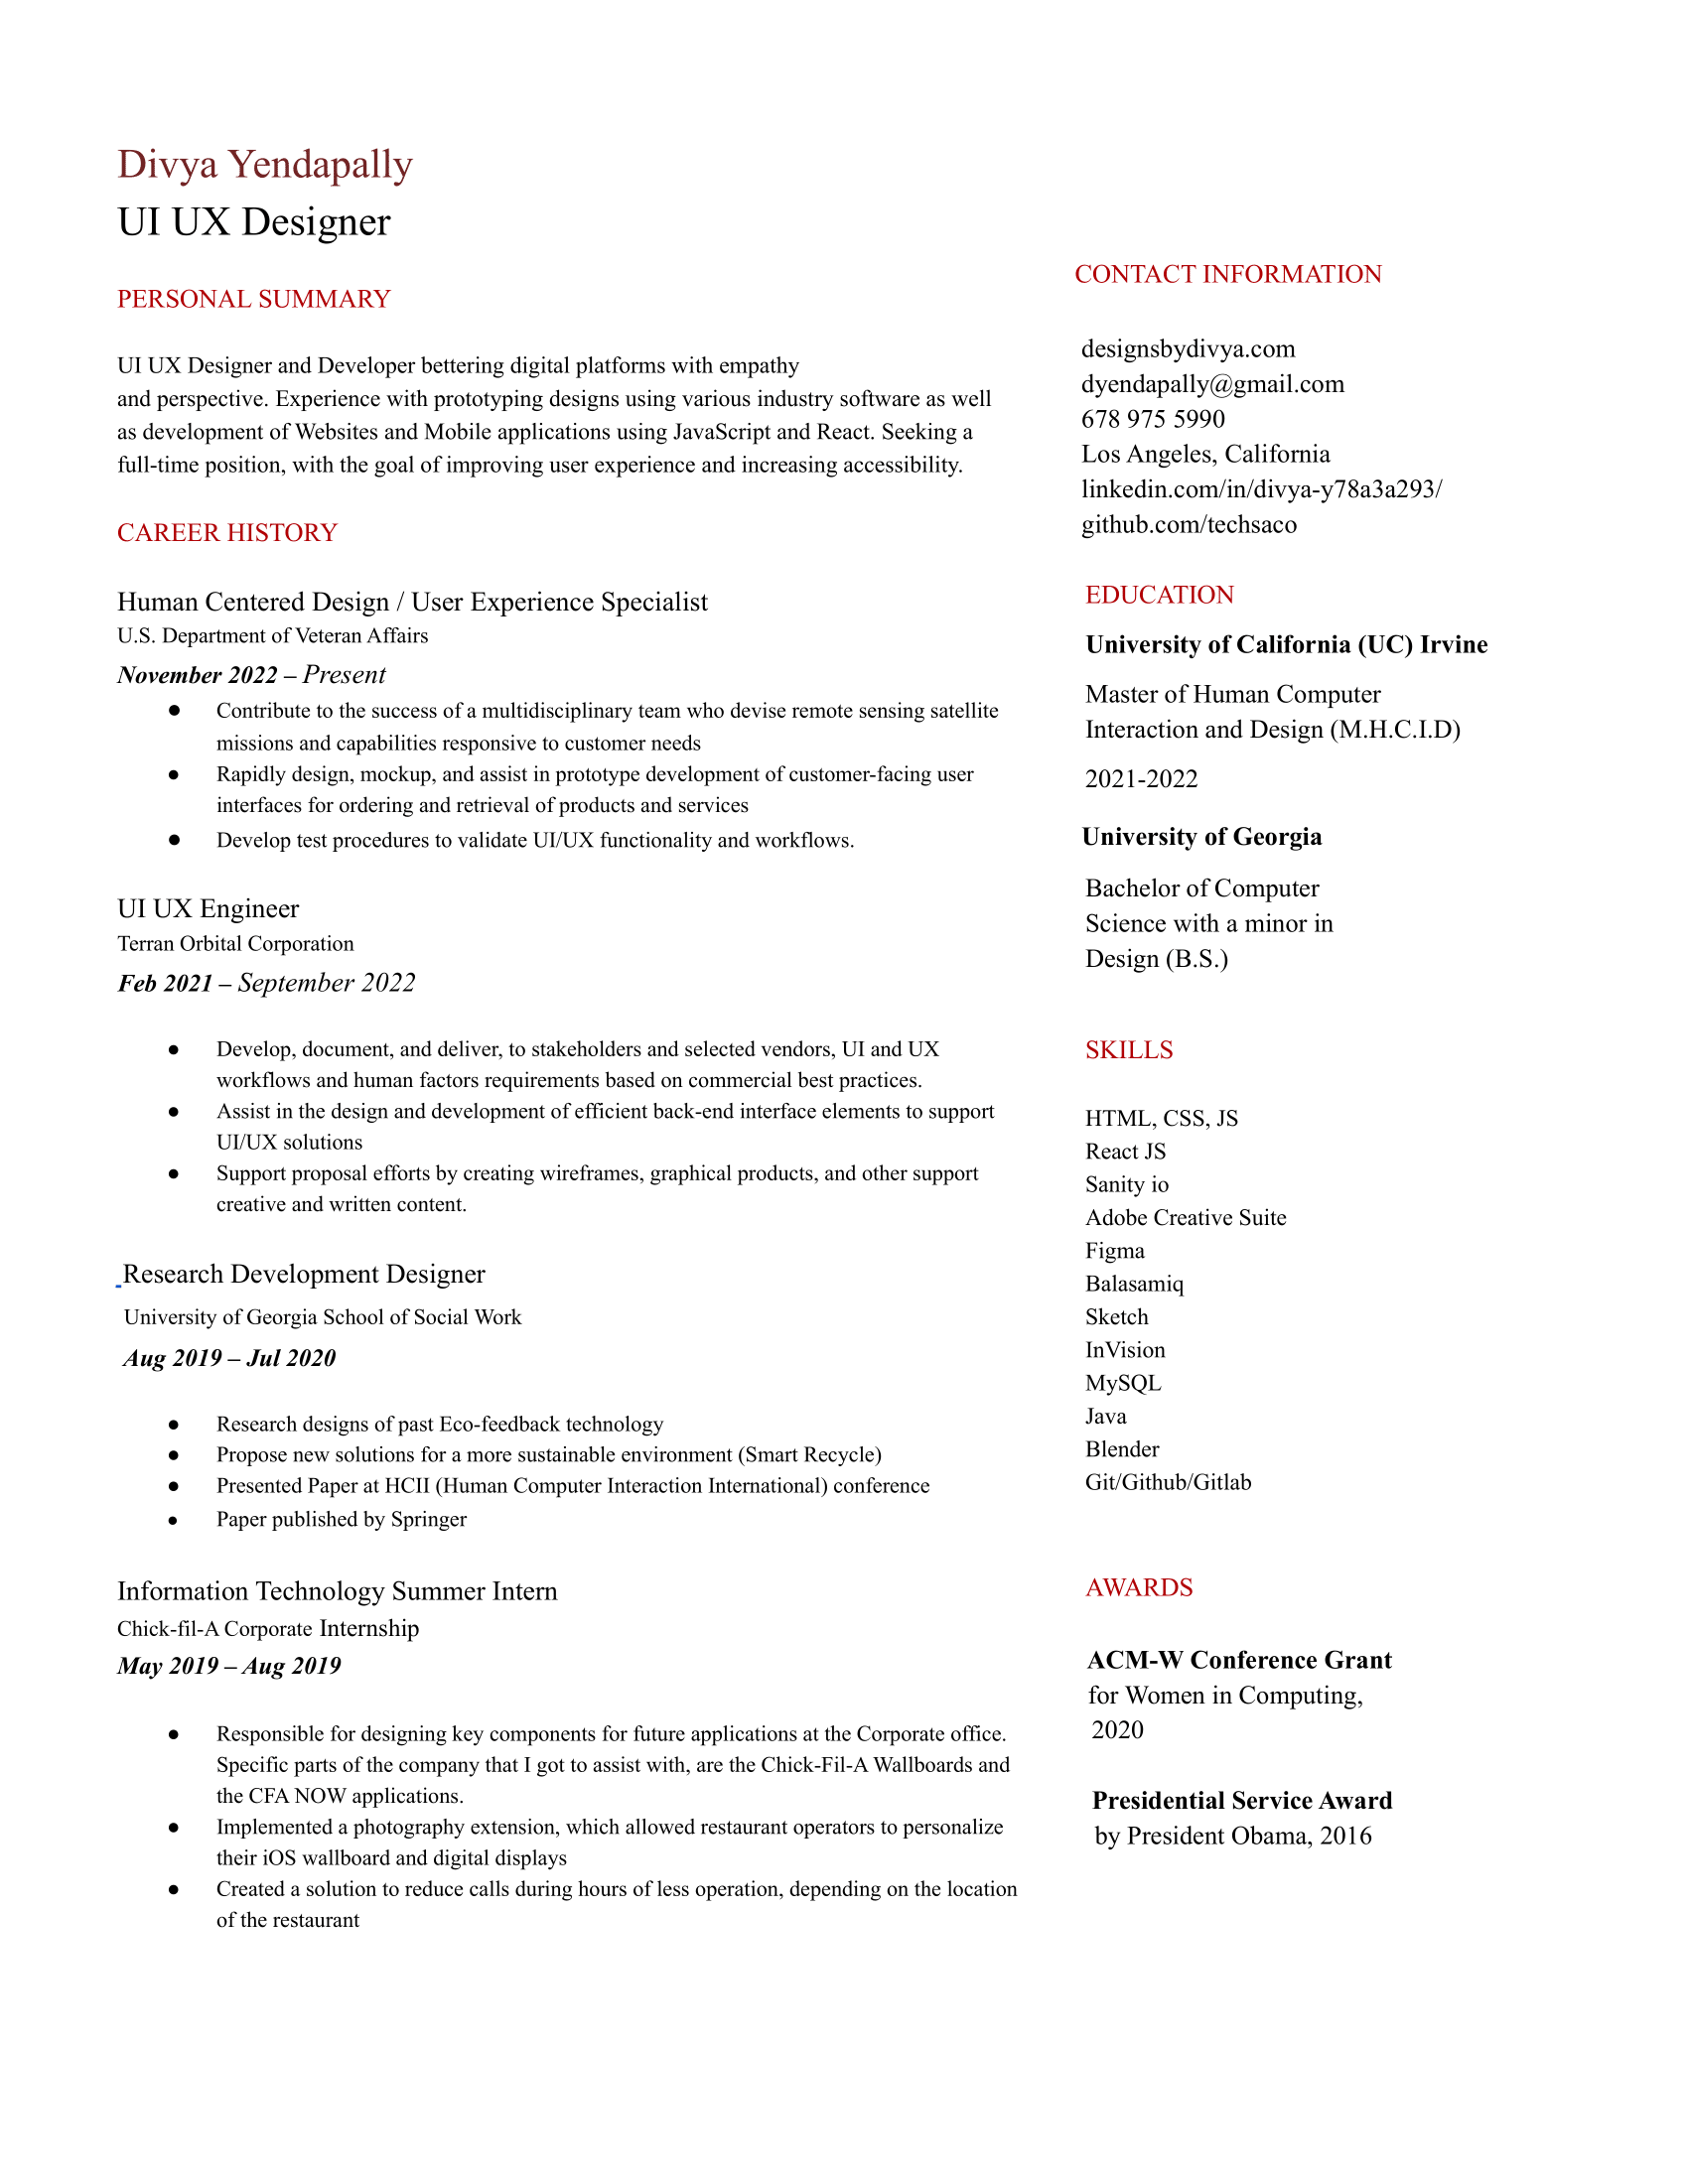 Divya Yendapally
UI UX Designer
PERSONAL SUMMARY
UI UX Designer and Developer bettering digital platforms with empathy
and perspective. Experience with prototyping designs using various industry software as well
as development of Websites and Mobile applications using JavaScript and React. Seeking a
full-time position, with the goal of improving user experience and increasing accessibility.
CAREER HISTORY
Human Centered Design / User Experience Specialist
U.S. Department of Veteran Affairs
November 2022 – Present
● Contribute to the success of a multidisciplinary team who devise remote sensing satellite
missions and capabilities responsive to customer needs
● Rapidly design, mockup, and assist in prototype development of customer-facing user
interfaces for ordering and retrieval of products and services
● Develop test procedures to validate UI/UX functionality and workflows.
UI UX Engineer
Terran Orbital Corporation
Feb 2021 – September 2022
● Develop, document, and deliver, to stakeholders and selected vendors, UI and UX
workflows and human factors requirements based on commercial best practices.
● Assist in the design and development of efficient back-end interface elements to support
UI/UX solutions
● Support proposal efforts by creating wireframes, graphical products, and other support
creative and written content.
Research Development Designer
University of Georgia School of Social Work
Aug 2019 – Jul 2020
● Research designs of past Eco-feedback technology
● Propose new solutions for a more sustainable environment (Smart Recycle)
● Presented Paper at HCII (Human Computer Interaction International) conference
● Paper published by Springer
Information Technology Summer Intern
Chick-fil-A Corporate Internship
May 2019 – Aug 2019
● Responsible for designing key components for future applications at the Corporate office.
Specific parts of the company that I got to assist with, are the Chick-Fil-A Wallboards and
the CFA NOW applications.
● Implemented a photography extension, which allowed restaurant operators to personalize
their iOS wallboard and digital displays
● Created a solution to reduce calls during hours of less operation, depending on the location
of the restaurant
CONTACT INFORMATION
designsbydivya.com
dyendapally@gmail.com
678 975 5990
Los Angeles, California
linkedin.com/in/divya-y78a3a293/
github.com/techsaco
EDUCATION
University of California (UC) Irvine
Master of Human Computer
Interaction and Design (M.H.C.I.D)
2021-2022
University of Georgia
Bachelor of Computer
Science with a minor in
Design (B.S.)
SKILLS
HTML, CSS, JS
React JS
Sanity io
Adobe Creative Suite
Figma
Balasamiq
Sketch
InVision
MySQL
Java
Blender
Git/Github/Gitlab
AWARDS
ACM-W Conference Grant
for Women in Computing,
2020
Presidential Service Award
by President Obama, 2016